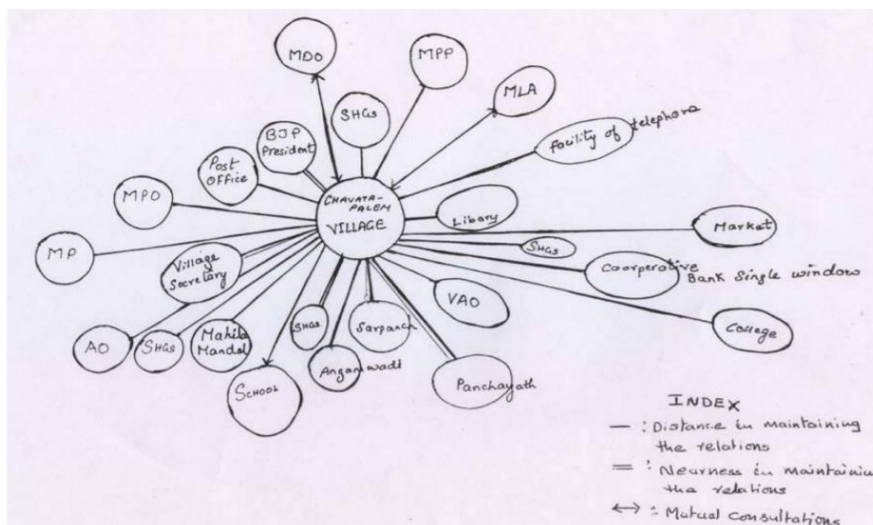 MDO
MPP
MLA
SHGs
facility of telephone
BJP
President
Post
Office
MPO
CHAVATA-
PALEM
VILLAGE
Libary
Market
MP
Village
Secretary
SHGs
Coorperative
Bank Single window
VAO
SHGs
Sarpanch
College
AO
SHGs
Mahila
Mandal
SCHOOL
Anganwadi
Panchayath
INDEX
— : Distance in maintaining
the relations
= : Nearness in maintaining
the relations
↔ : Mutual consultations